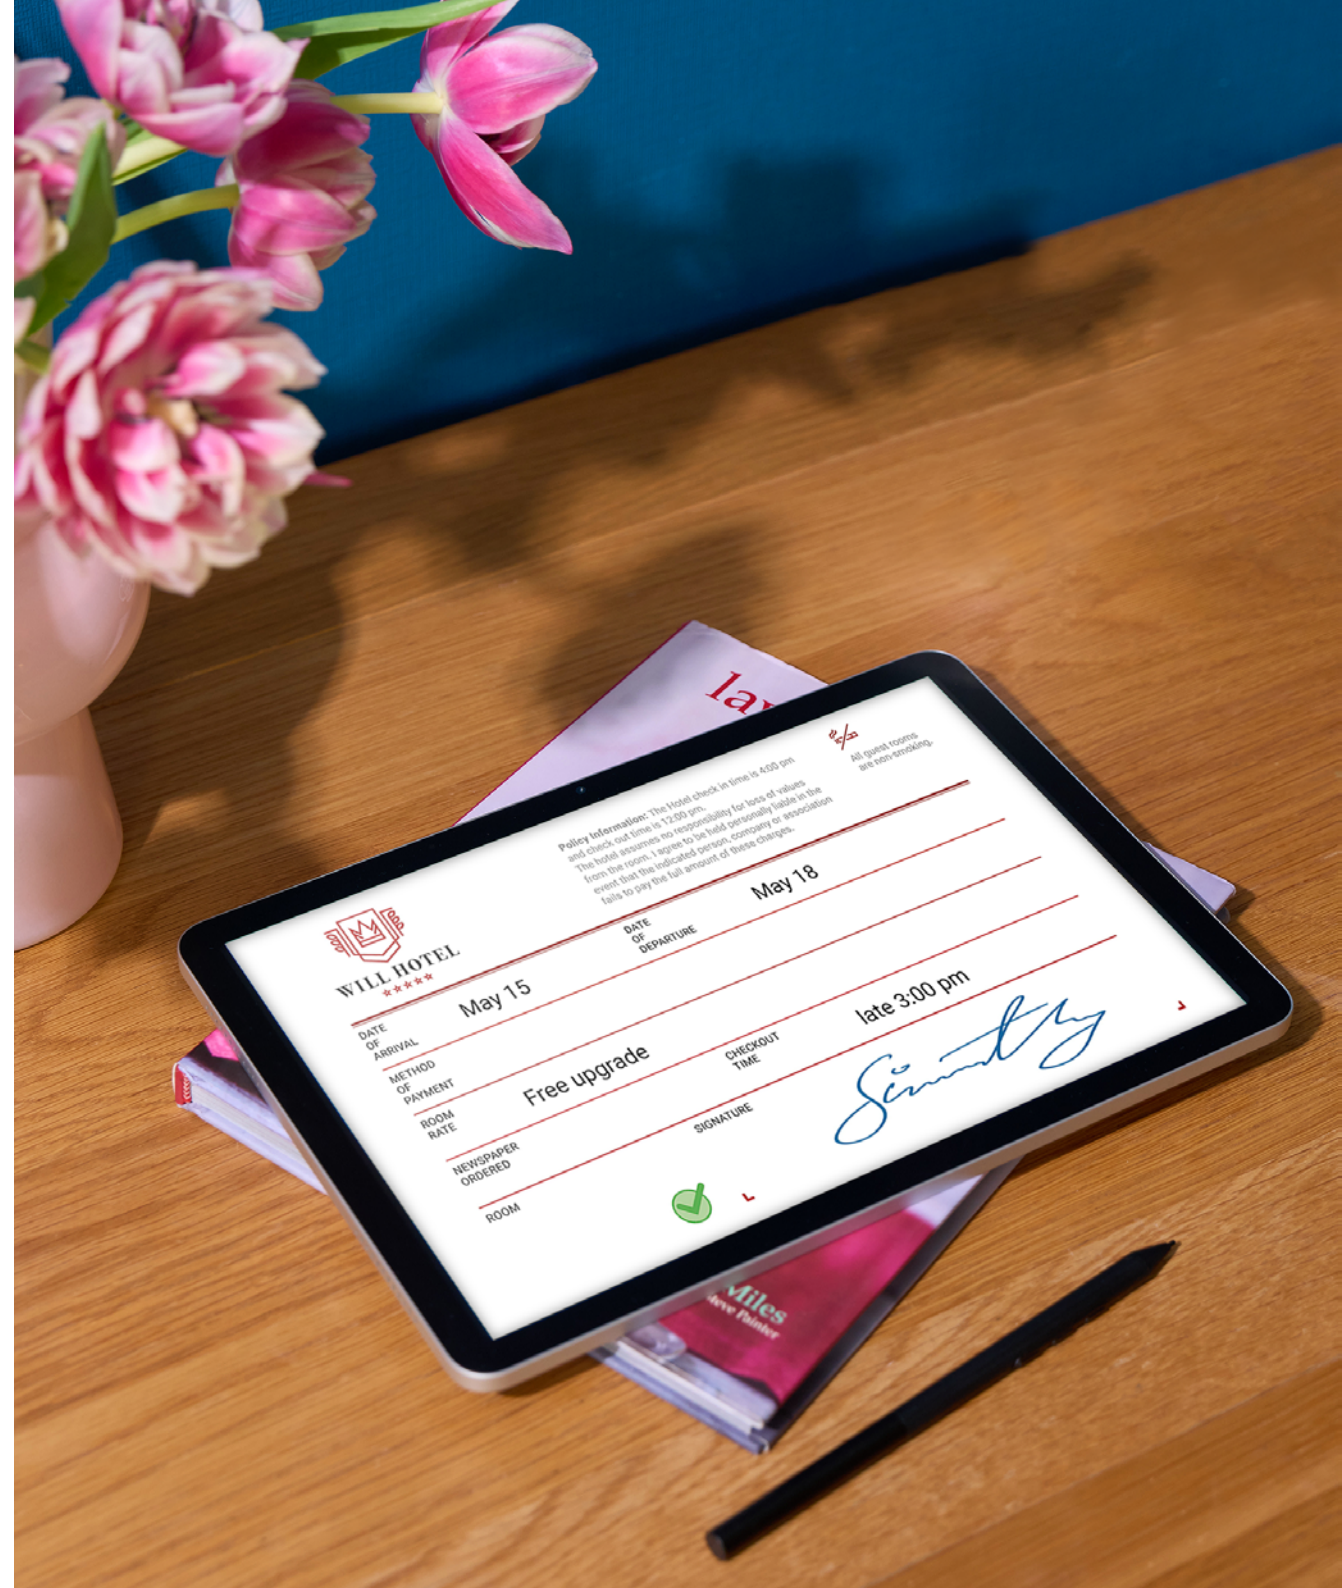 la
Policy Information: The Hotel check in time is 4:00 pm
and check out time is 12:00 pm.
The hotel assumes no responsibility for loss of values
from the room. I agree to be held personally liable in the
event that the indicated person, company or association
fails to pay the full amount of these charges.
All guest rooms
are non-smoking.
WILL HOTEL
DATE
OF
ARRIVAL
May 15
DATE
OF
DEPARTURE
May 18
METHOD
OF
PAYMENT
ROOM
RATE
Free upgrade
NEWSPAPER
ORDERED
CHECKOUT
TIME
late 3:00 pm
ROOM
SIGNATURE
Miles
Steve Painter